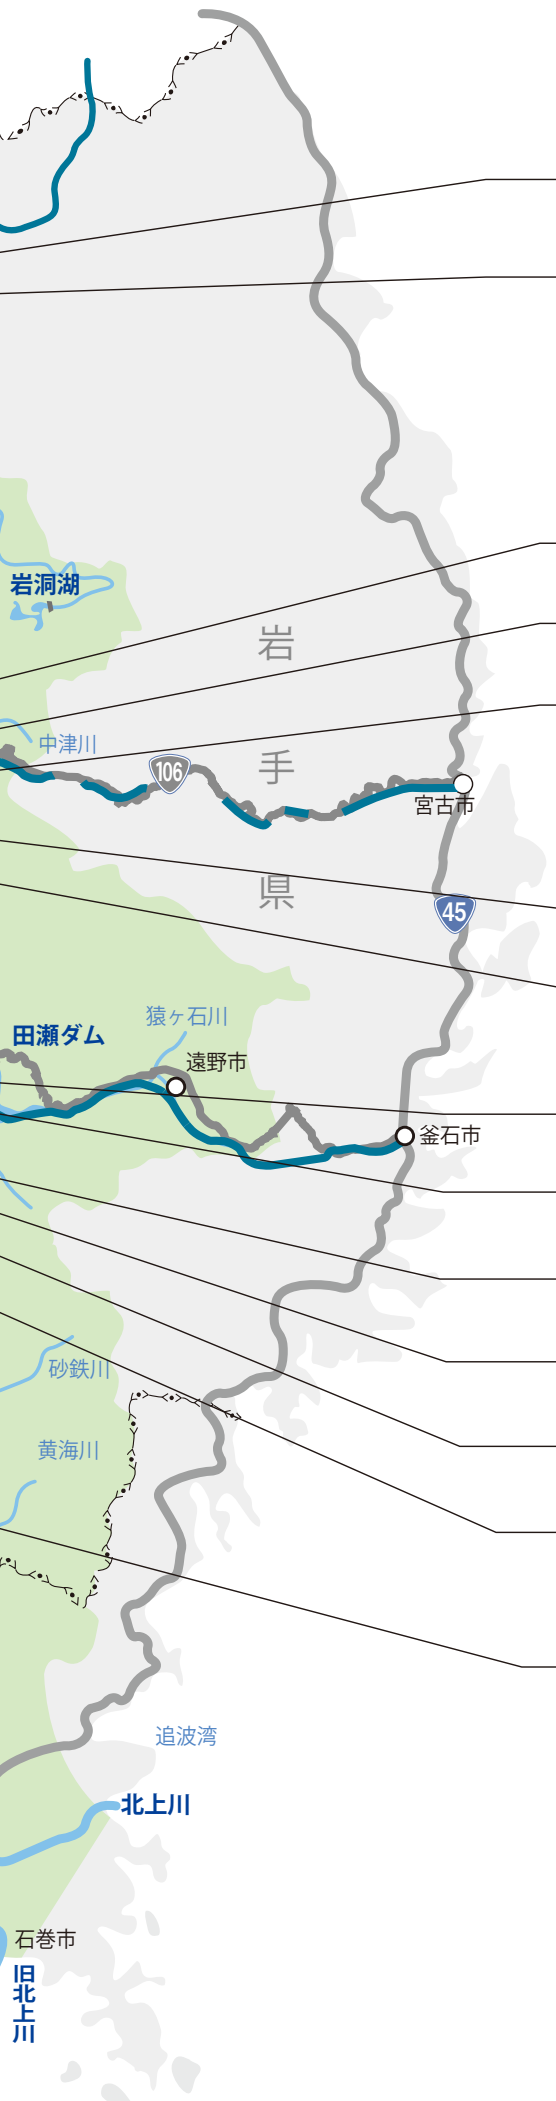 岩洞湖
岩手県
中津川
106
宮古市
45
猿ヶ石川
田瀬ダム
遠野市
釜石市
砂鉄川
黄海川
追波湾
北上川
石巻市
旧北上川